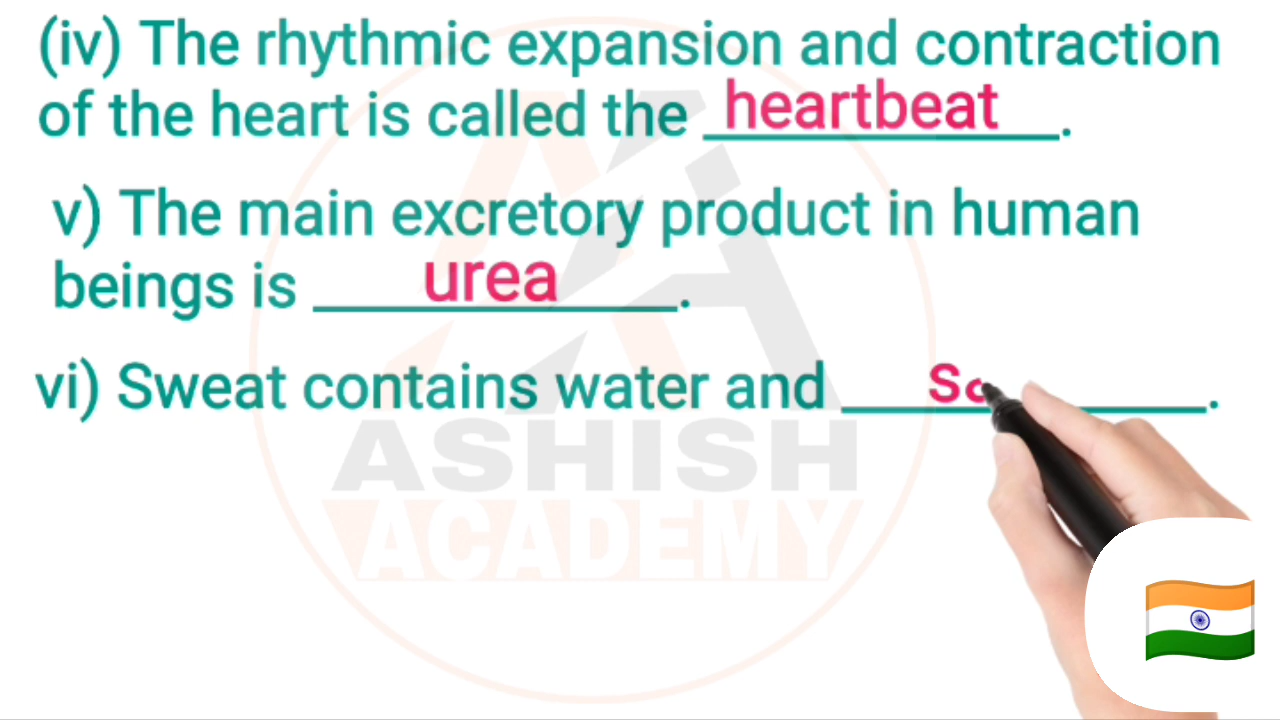 (iv) The rhythmic expansion and contraction
of the heart is called the heartbeat.
v) The main excretory product in human
beings is urea.
vi) Sweat contains water and
ASHISH
ACADEMY